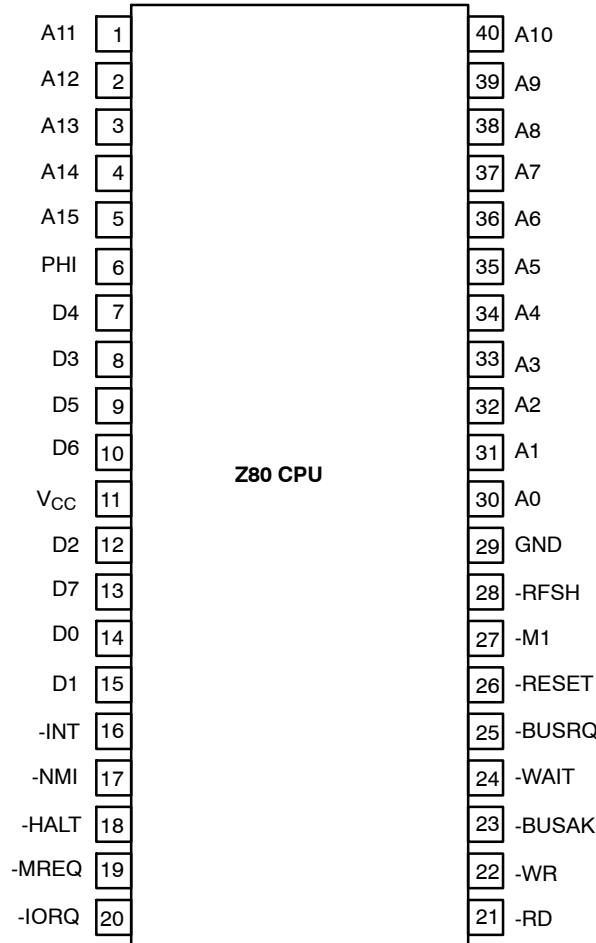 A11 1 40 A10
A12 2 39 A9
A13 3 38 A8
A14 4 37 A7
A15 5 36 A6
PHI 6 35 A5
D4 7 34 A4
D3 8 33 A3
D5 9 32 A2
D6 10 31 A1
Z80 CPU
VCC 11 30 A0
D2 12 29 GND
D7 13 28 -RFSH
D0 14 27 -M1
D1 15 26 -RESET
-INT 16 25 -BUSRQ
-NMI 17 24 -WAIT
-HALT 18 23 -BUSAK
-MREQ 19 22 -WR
-IORQ 20 21 -RD